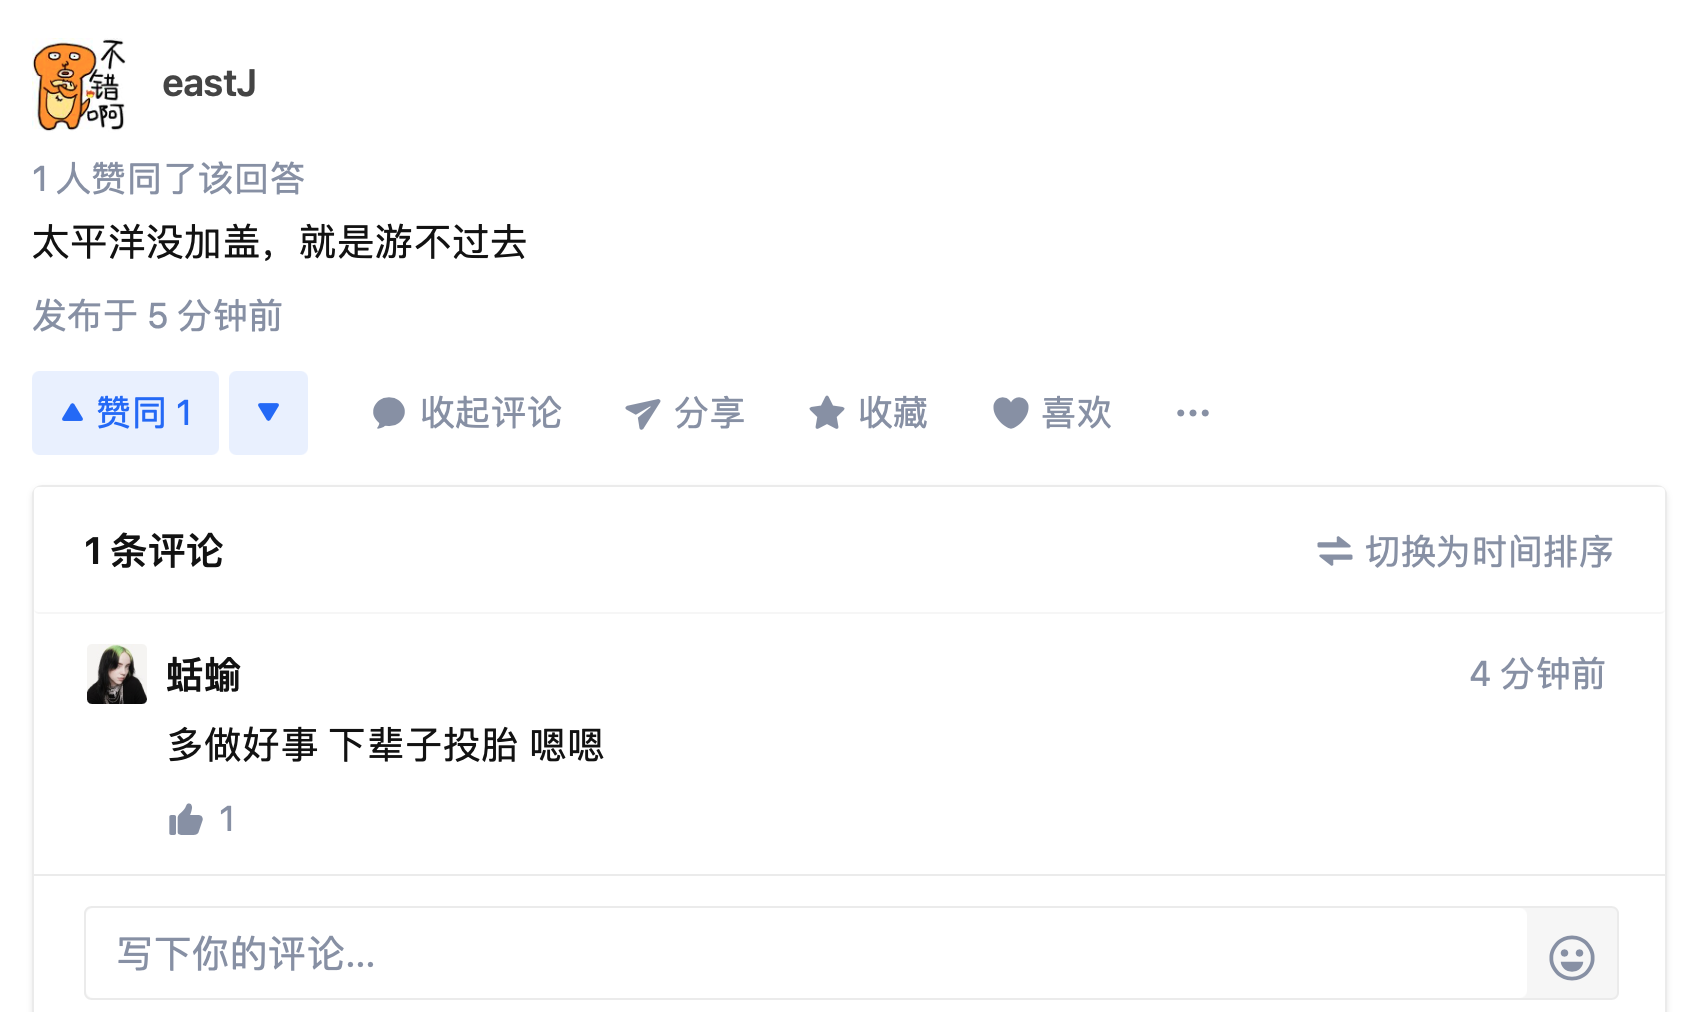 不错啊
eastJ
1 人赞同了该回答
太平洋没加盖，就是游不过去
发布于 5 分钟前
赞同 1
收起评论
分享
收藏
喜欢
1 条评论
切换为时间排序
蛞蝓
4 分钟前
多做好事 下辈子投胎 嗯嗯
1
写下你的评论...